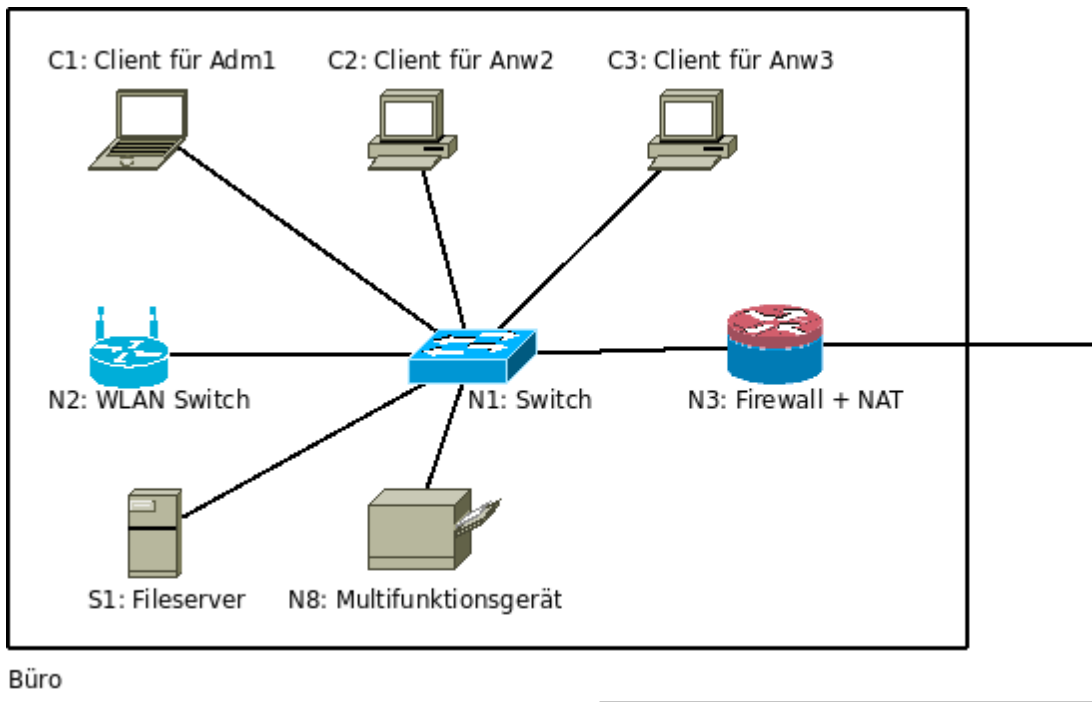 C1: Client für Adm1
C2: Client für Anw2
C3: Client für Anw3
N2: WLAN Switch
N1: Switch
N3: Firewall + NAT
S1: Fileserver
N8: Multifunktionsgerät
Büro